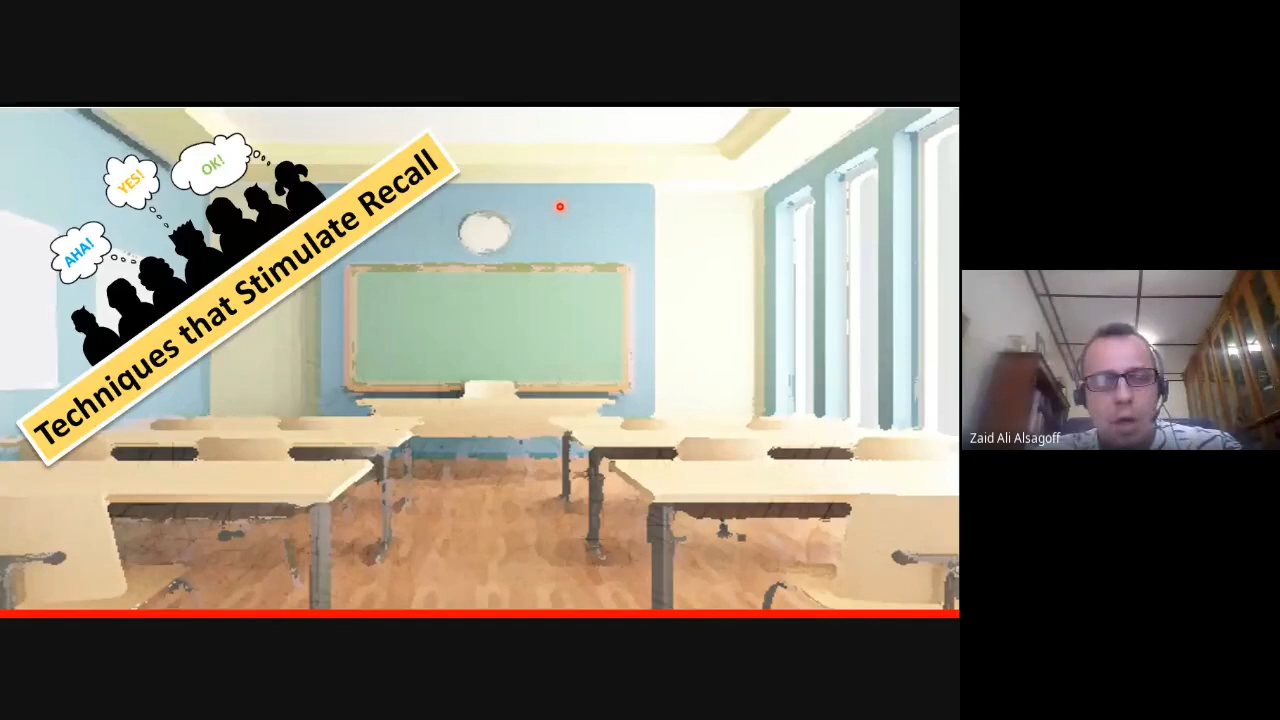 AHA!
YES!
OK!
Techniques that Stimulate Recall
Zaid Ali Alsagoff